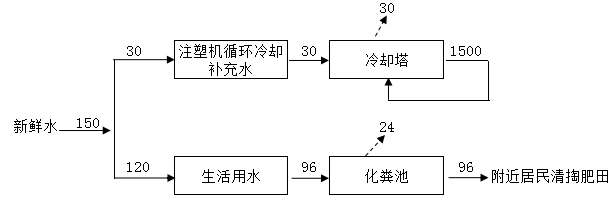 30
30
注塑机循环冷却
补充水
30
冷却塔
1500
新鲜水
150
24
120
生活用水
96
化粪池
96
附近居民清掏肥田